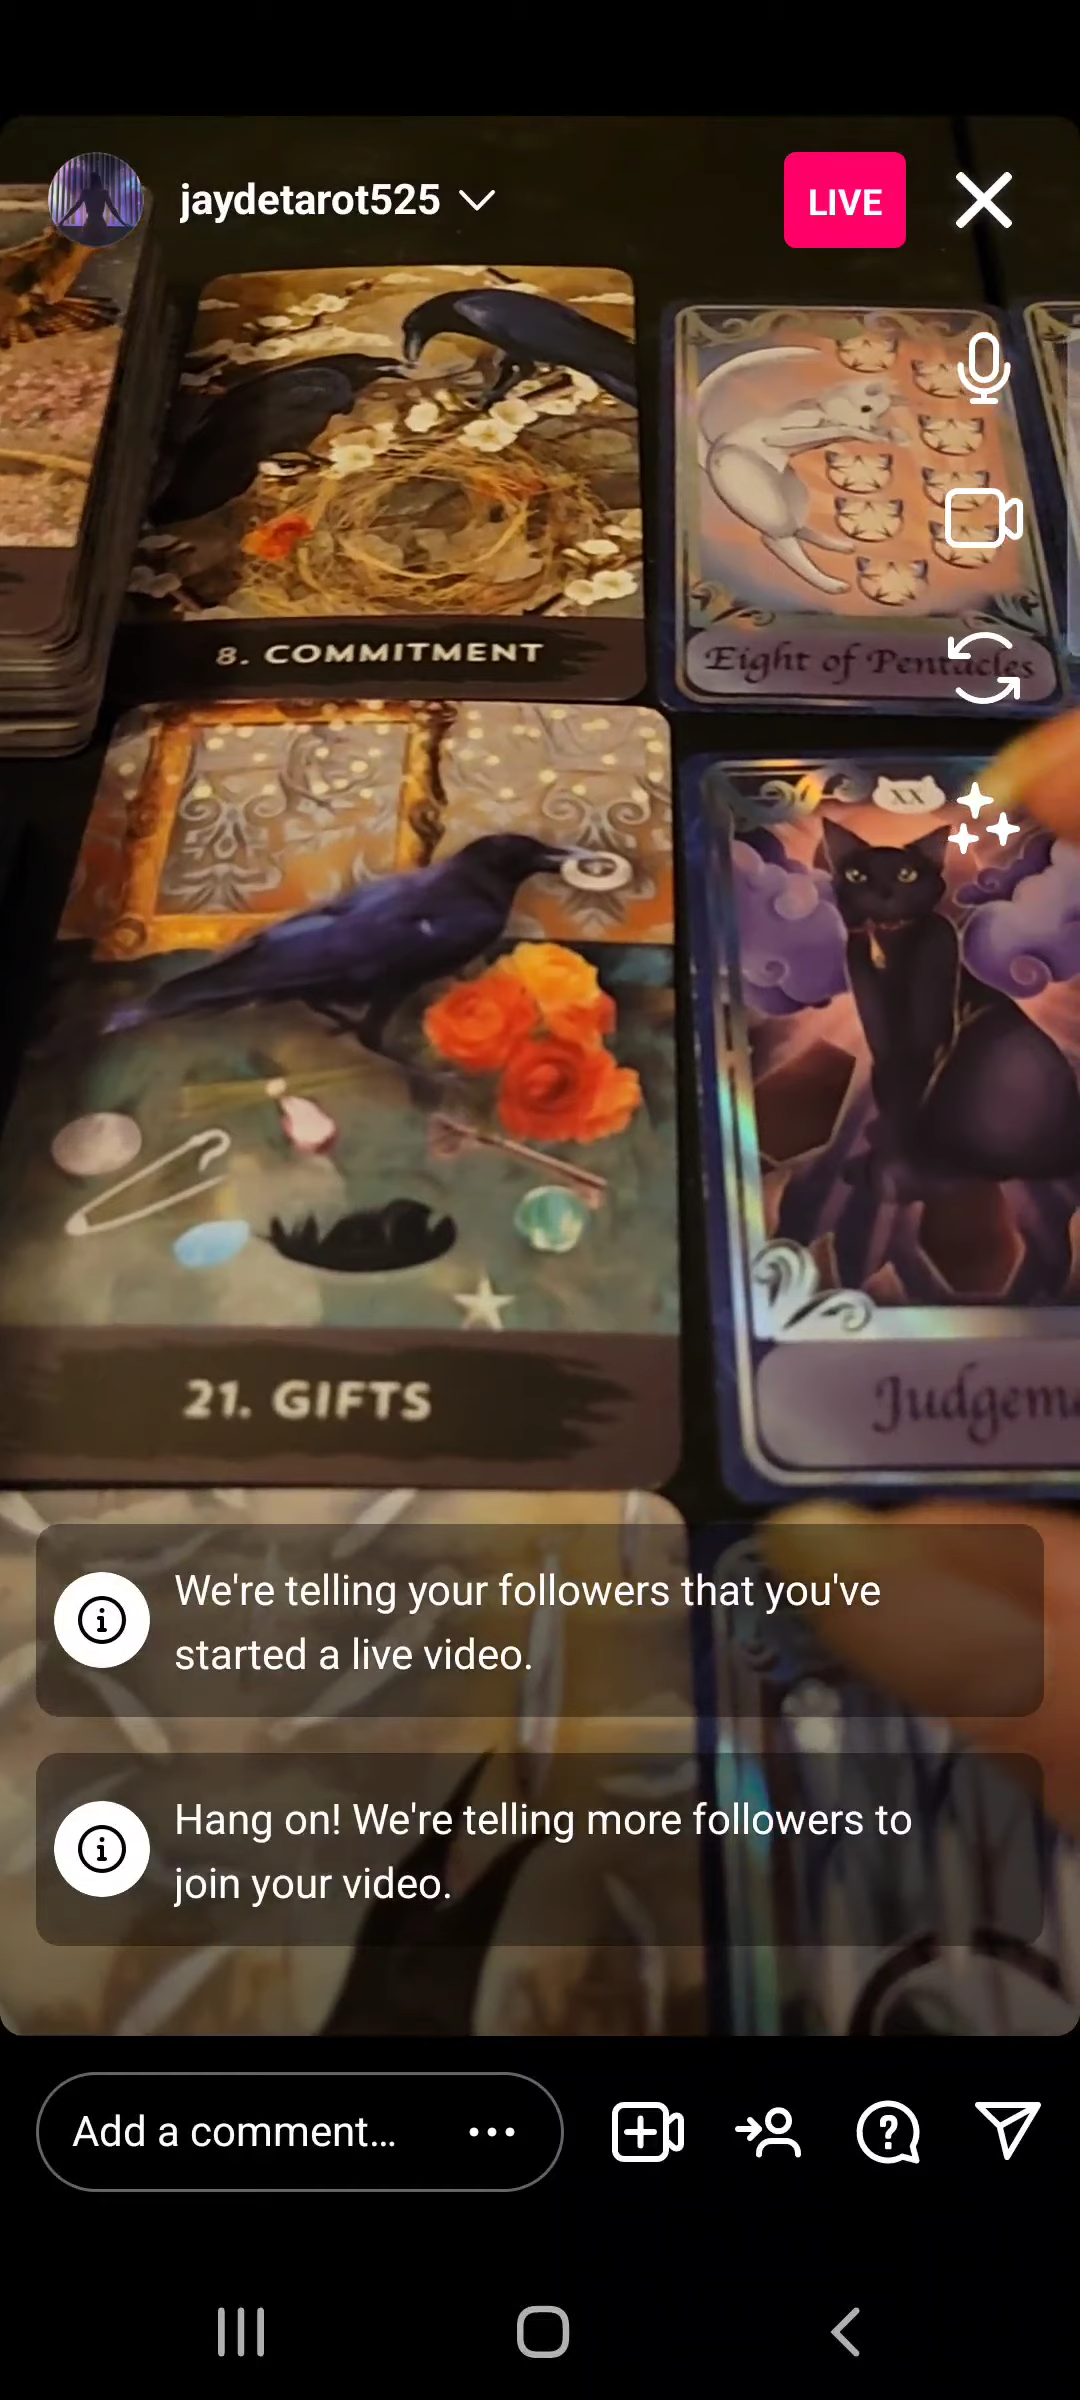 jaydetarot525
LIVE
8. COMMITMENT
Eight of Pentacles
XX
21. GIFTS
We're telling your followers that you've
started a live video.
Hang on! We're telling more followers to
join your video.
Add a comment...